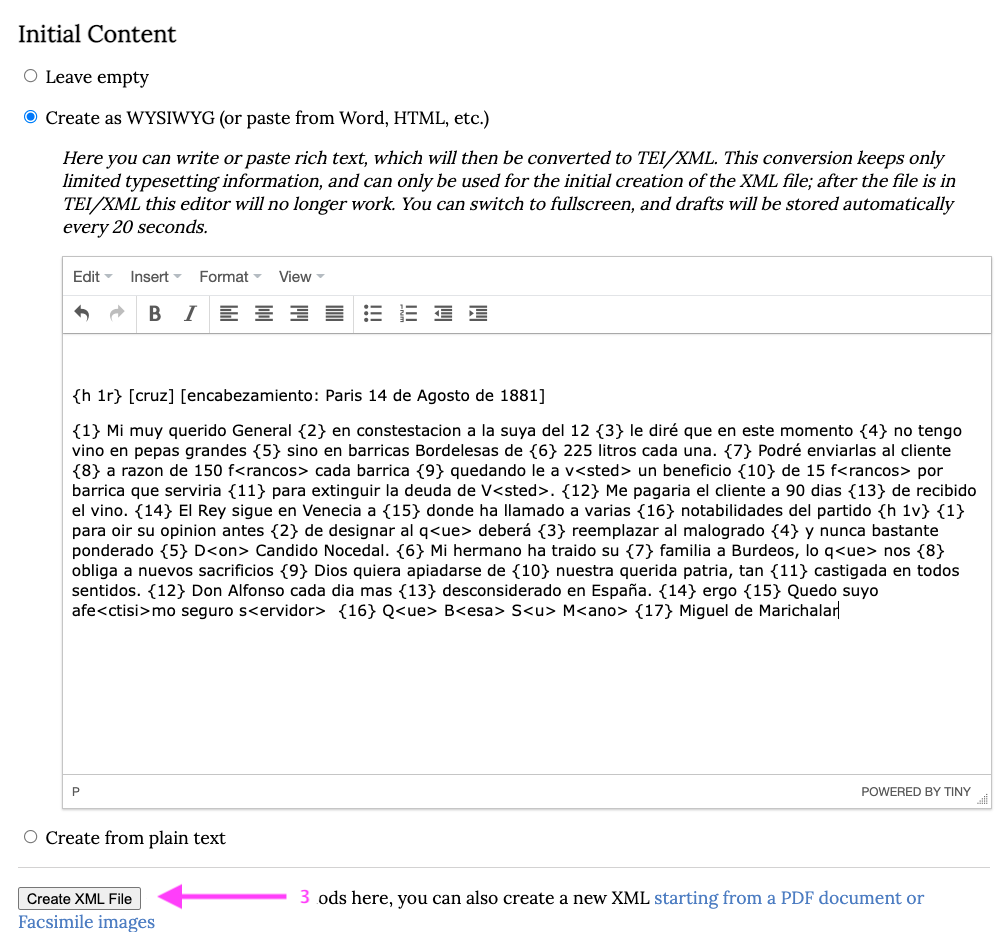 Initial Content
Leave empty
Create as WYSIWYG (or paste from Word, HTML, etc.)
Here you can write or paste rich text, which will then be converted to TEI/XML. This conversion keeps only
limited typesetting information, and can only be used for the initial creation of the XML file; after the file is in
TEI/XML this editor will no longer work. You can switch to fullscreen, and drafts will be stored automatically
every 20 seconds.
Edit Insert Format View
B I
{h 1r} [cruz] [encabezamiento: Paris 14 de Agosto de 1881]
{1} Mi muy querido General {2} en constestacion a la suya del 12 {3} le diré que en este momento {4} no tengo
vino en pepas grandes {5} sino en barricas Bordelesas de {6} 225 litros cada una. {7} Podré enviarlas al cliente
{8} a razon de 150 f<rancos> cada barrica {9} quedando le a v<sted> un beneficio {10} de 15 f<rancos> por
barrica que serviria {11} para extinguir la deuda de V<sted>. {12} Me pagaria el cliente a 90 dias {13} de recibido
el vino. {14} El Rey sigue en Venecia a {15} donde ha llamado a varias {16} notabilidades del partido {h 1v} {1}
para oir su opinion antes {2} de designar al q<ue> deberá {3} reemplazar al malogrado {4} y nunca bastante
ponderado {5} D<on> Candido Nocedal. {6} Mi hermano ha traido su {7} familia a Burdeos, lo q<ue> nos {8}
obliga a nuevos sacrificios {9} Dios quiera apiadarse de {10} nuestra querida patria, tan {11} castigada en todos
sentidos. {12} Don Alfonso cada dia mas {13} desconsiderado en España. {14} ergo {15} Quedo suyo
afe<ctisi>mo seguro s<ervidor> {16} Q<ue> B<esa> S<u> M<ano> {17} Miguel de Marichalar
P POWERED BY TINY
Create from plain text
Create XML File 3 ods here, you can also create a new XML starting from a PDF document or
Facsimile images